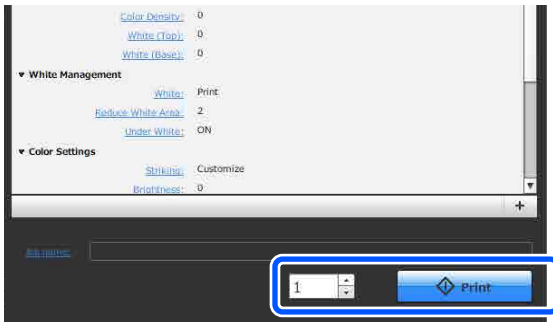 Color Density: 0
White (Top): 0
White (Base): 0
▼ White Management
White: Print
Reduce White Area: 2
Under White: ON
▼ Color Settings
Striking: Customize
Brightness: 0
+
Job name:
1 Print